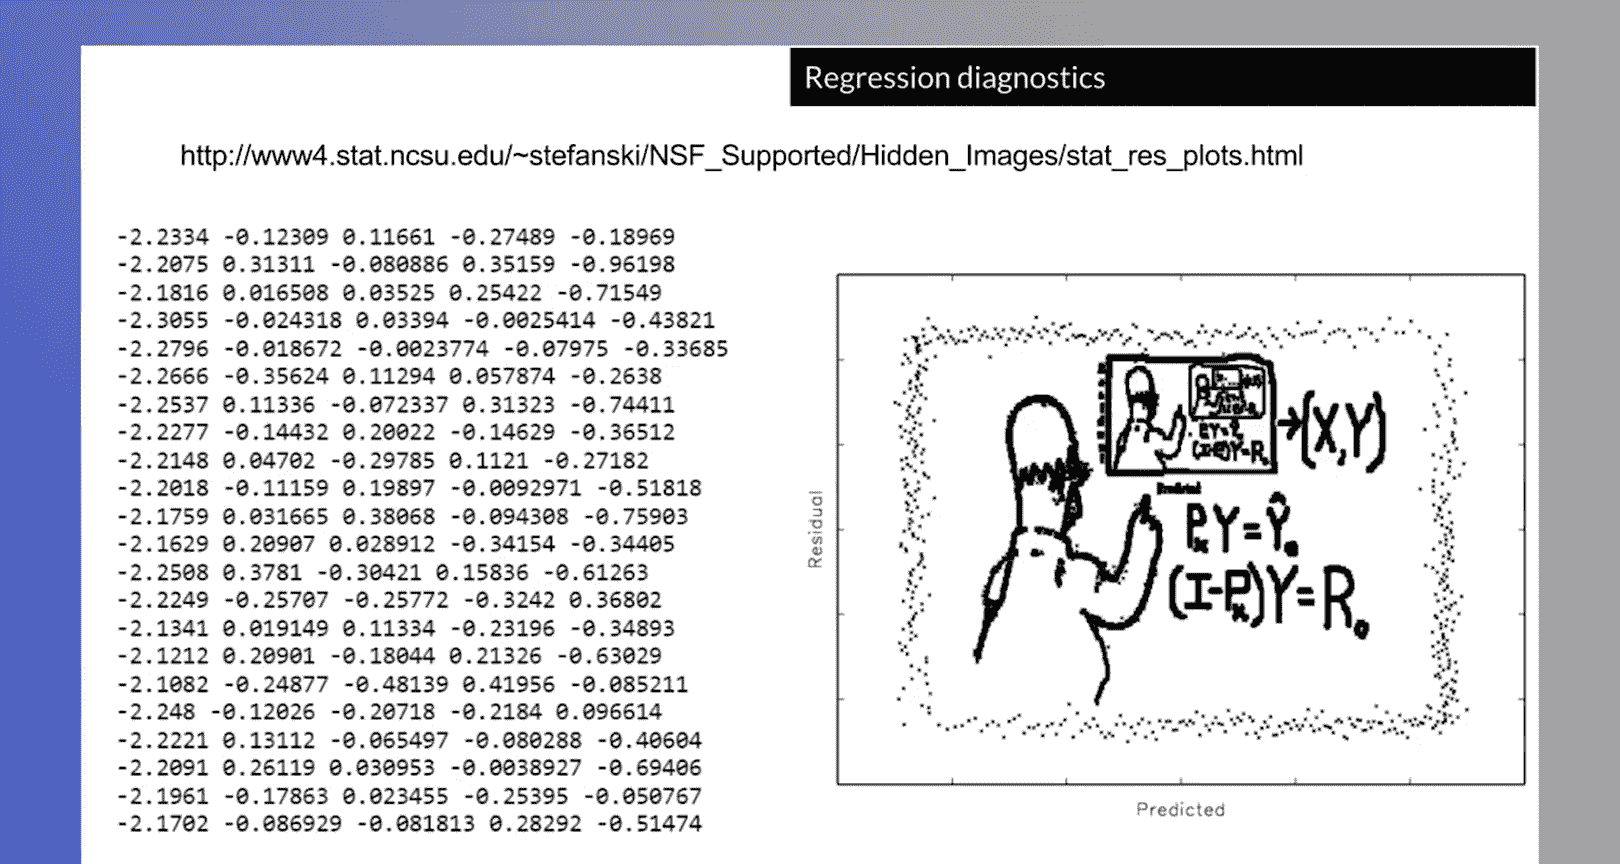 Regression diagnostics
http://www4.stat.ncsu.edu/~stefanski/NSF_Supported/Hidden_Images/stat_res_plots.html
-2.2334 -0.12309 0.11661 -0.27489 -0.18969
-2.2075 0.31311 -0.080886 0.35159 -0.96198
-2.1816 0.016508 0.03525 0.25422 -0.71549
-2.3055 -0.024318 0.03394 -0.0025414 -0.43821
-2.2796 -0.018672 -0.0023774 -0.07975 -0.33685
-2.2666 -0.35624 0.11294 0.057874 -0.2638
-2.2537 0.11336 -0.072337 0.31323 -0.74411
-2.2277 -0.14432 0.20022 -0.14629 -0.36512
-2.2148 0.04702 -0.29785 0.1121 -0.27182
-2.2018 -0.11159 0.19897 -0.0092971 -0.51818
-2.1759 0.031665 0.38068 -0.094308 -0.75903
-2.1629 0.20907 0.028912 -0.34154 -0.34405
-2.2508 0.3781 -0.30421 0.15836 -0.61263
-2.2249 -0.25707 -0.25772 -0.3242 0.36802
-2.1341 0.019149 0.11334 -0.23196 -0.34893
-2.1212 0.20901 -0.18044 0.21326 -0.63029
-2.1082 -0.24877 -0.48139 0.41956 -0.085211
-2.248 -0.12026 -0.20718 -0.2184 0.096614
-2.2221 0.13112 -0.065497 -0.080288 -0.40604
-2.2091 0.26119 0.030953 -0.0038927 -0.69406
-2.1961 -0.17863 0.023455 -0.25395 -0.050767
-2.1702 -0.086929 -0.081813 0.28292 -0.51474
Residual
→(X,Y)
PxY=Ŷ
(I-Px)Y=R
Predicted